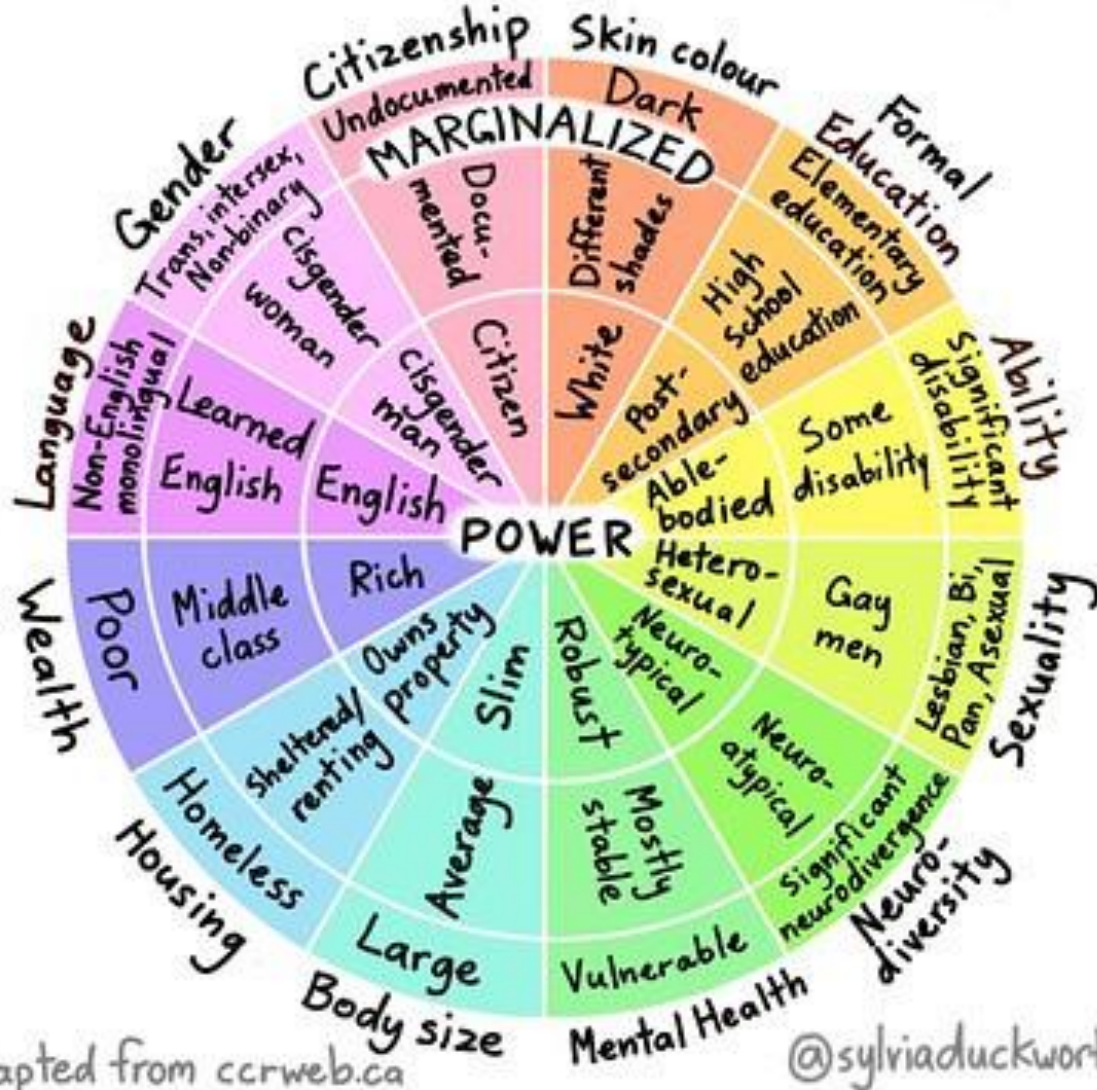 Citizenship
Undocumented
Docu-
mented
Citizen
Skin colour
Dark
Different
shades
White
Formal
Education
Elementary
education
High
School
education
Post-
secondary
Ability
Significant
disability
Some
disability
Able-
bodied
Sexuality
Lesbian, Bi,
Pan, Asexual
Gay
men
Hetero-
sexual
Neuro-
diversity
Significant
neurodivergence
Neuro-
atypical
Neuro-
typical
Mental Health
Vulnerable
Mostly
stable
Robust
Body size
Large
Average
Slim
Housing
Homeless
Sheltered/
renting
Owns
property
Wealth
Poor
Middle
class
Rich
Language
Non-English
monolingual
Learned
English
English
Gender
Trans, intersex,
Non-binary
Cisgender
woman
Cisgender
man
MARGINALIZED
POWER
apted from ccrweb.ca
@sylviaduckwort